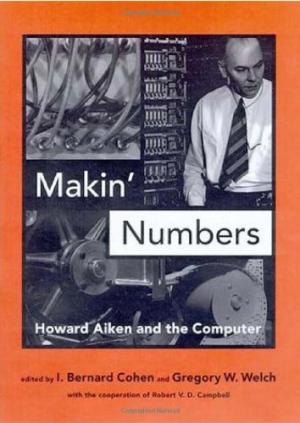 Makin'
Numbers
Howard Aiken and the Computer
edited by I. Bernard Cohen and Gregory W. Welch
with the cooperation of Robert V. D. Campbell